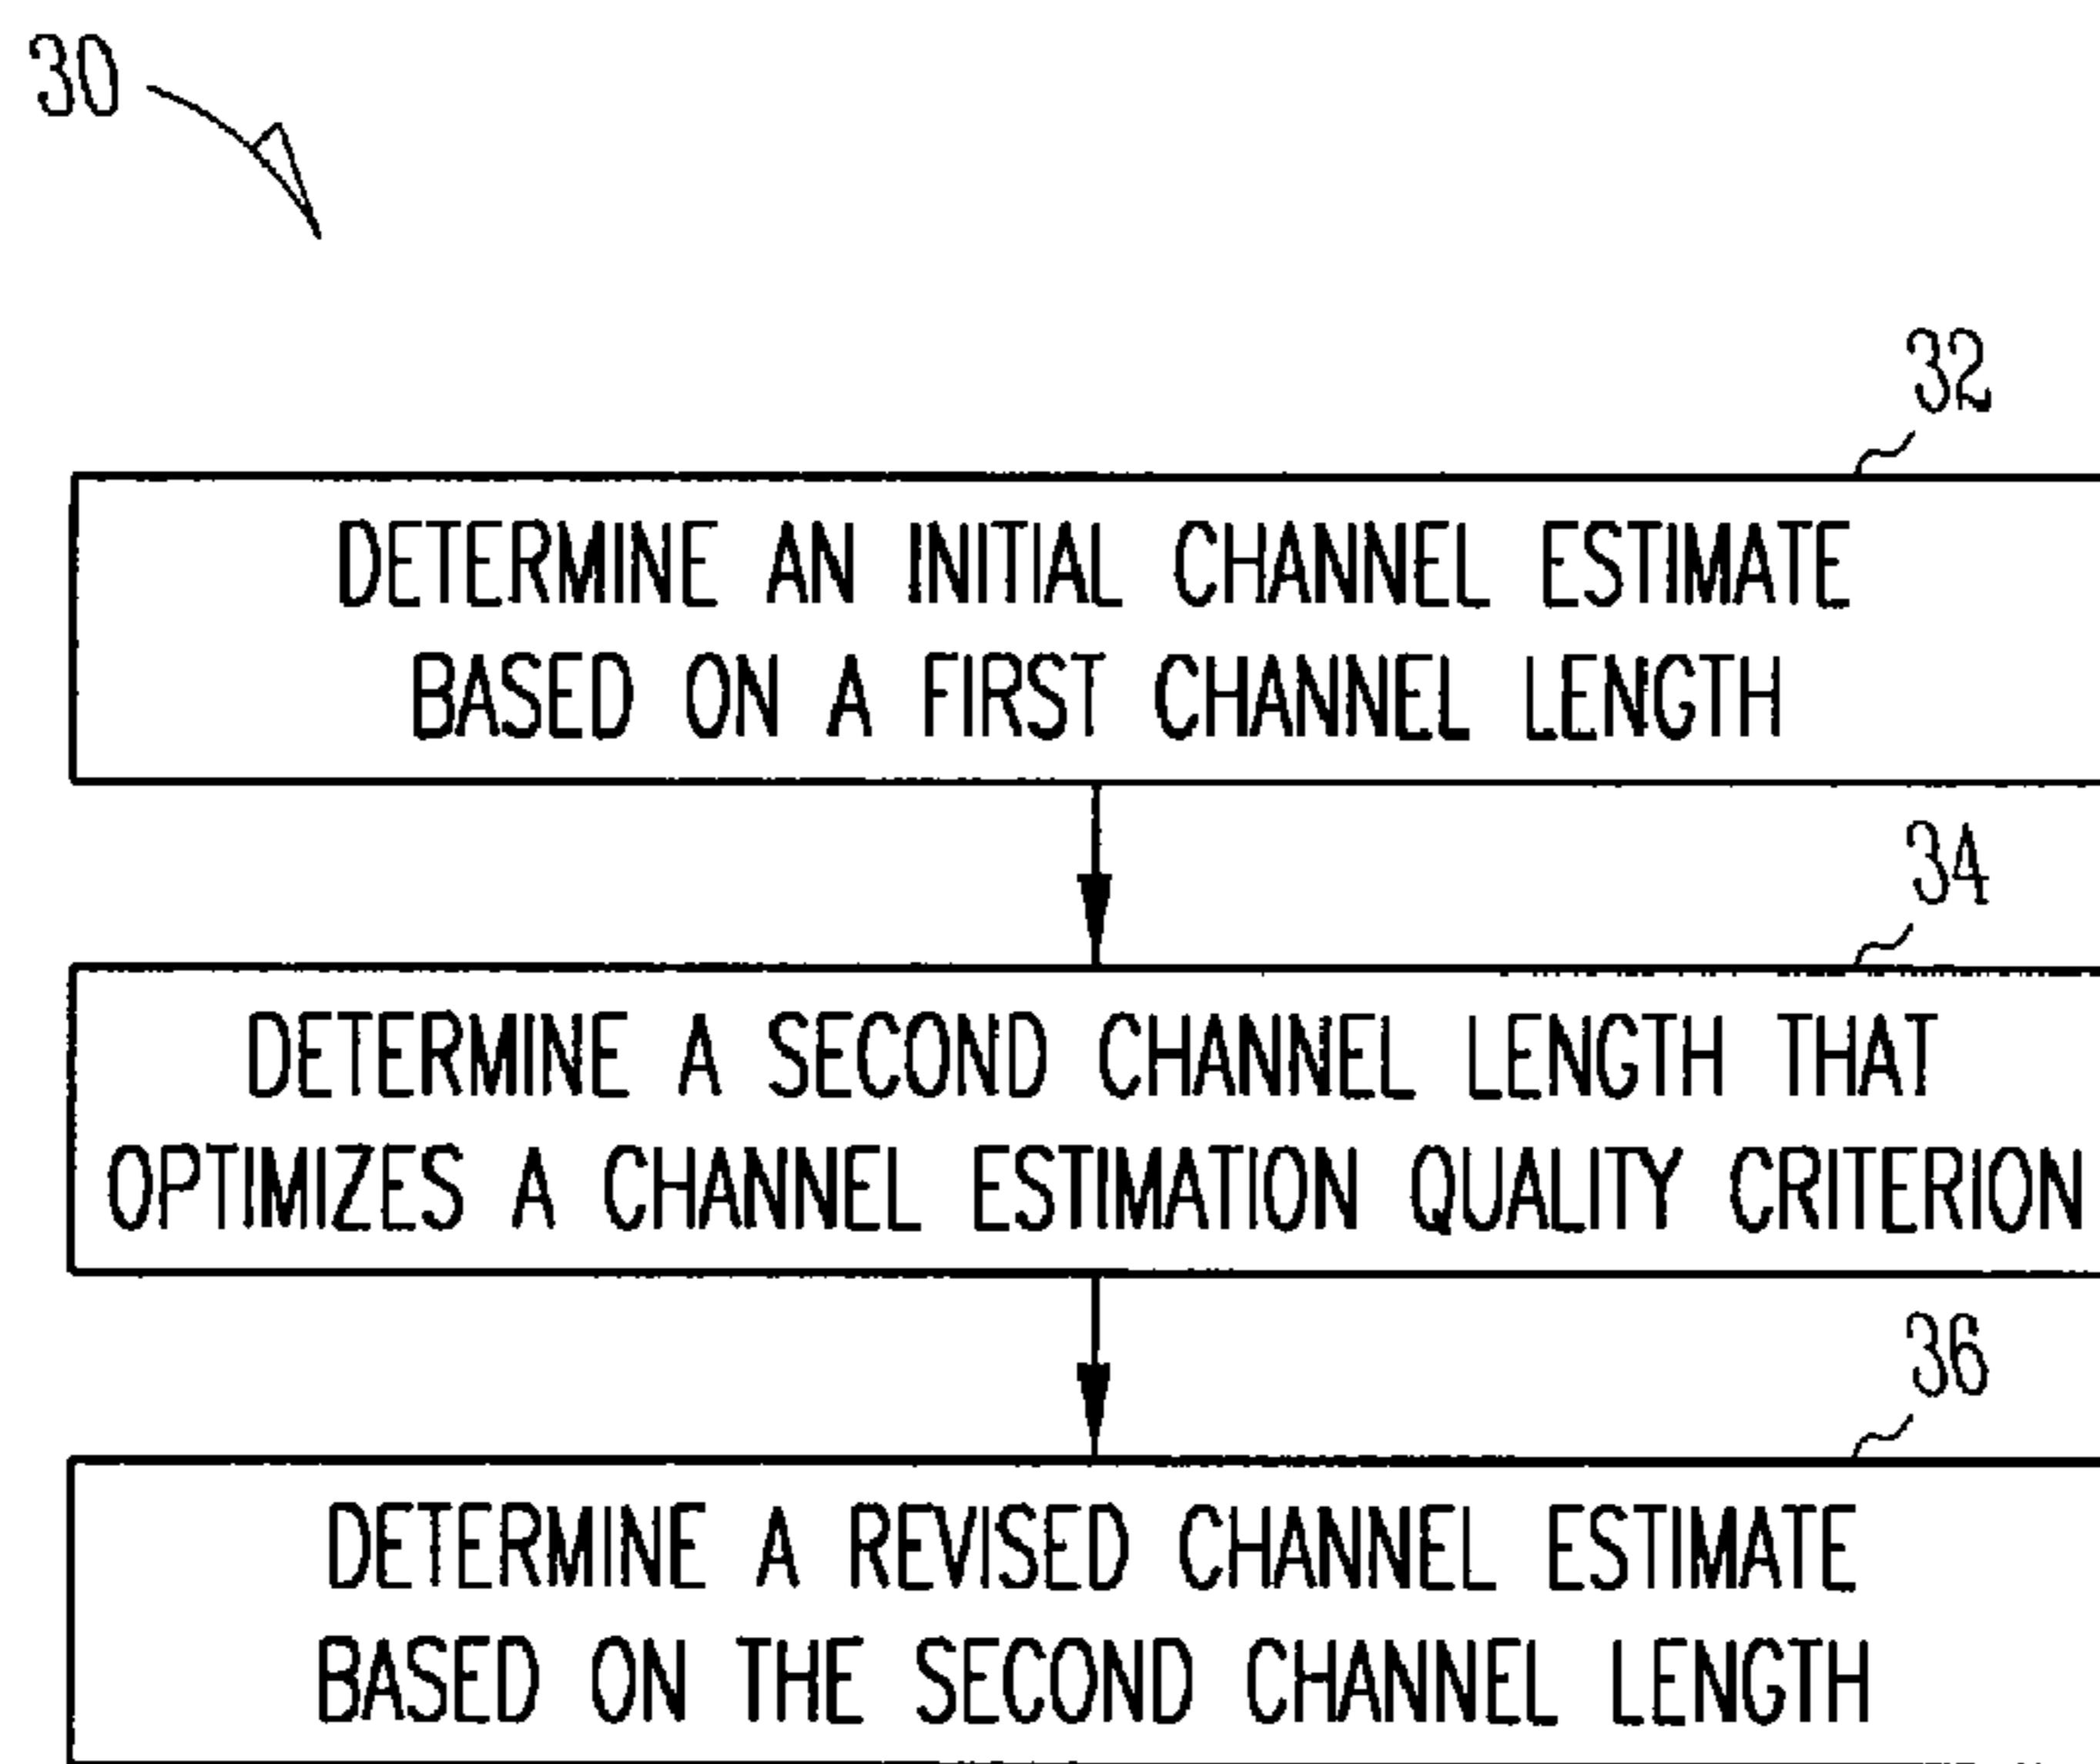 30
32
DETERMINE AN INITIAL CHANNEL ESTIMATE
BASED ON A FIRST CHANNEL LENGTH
34
DETERMINE A SECOND CHANNEL LENGTH THAT
OPTIMIZES A CHANNEL ESTIMATION QUALITY CRITERION
36
DETERMINE A REVISED CHANNEL ESTIMATE
BASED ON THE SECOND CHANNEL LENGTH